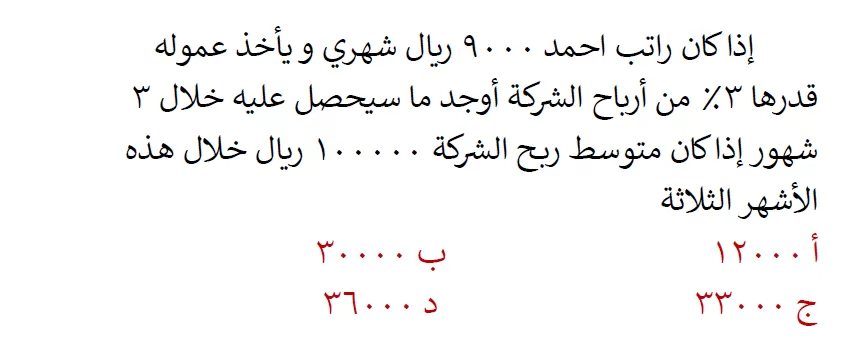 إذا كان راتب احمد ٩٠٠٠ ريال شهري و يأخذ عموله
قدرها ٣٪ من أرباح الشركة أوجد ما سيحصل عليه خلال ٣
شهور إذا كان متوسط ربح الشركة ١٠٠٠٠٠ ريال خلال هذه
الأشهر الثلاثة
أ ١٢٠٠٠ ب ٣٠٠٠٠
ج ٣٣٠٠٠ د ٣٦٠٠٠